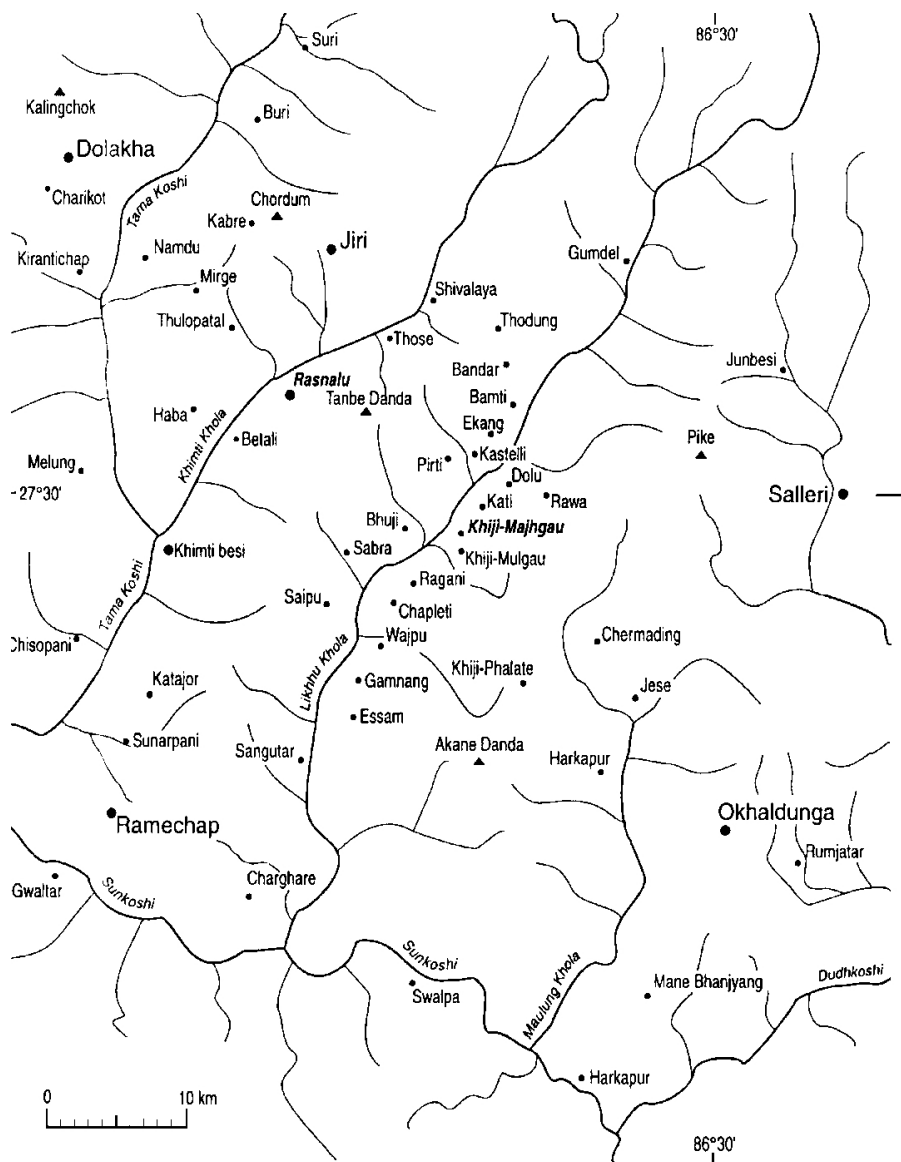 86°30'
Suri
Kalingchok
Buri
Dolakha
Charikot
Tama Koshi
Chordum
Kabre
Jiri
Namdu
Kirantichap
Mirge
Gumdel
Shivalaya
Thulopatal
Thodung
Those
Junbesi
Bandar
Rasnalu
Tanbe Danda
Bamti
Haba
Khimti Khola
Ekang
Betali
Pike
Kasteili
Melung
Pirti
Dolu
27°30'
Rawa
Salleri
Kati
Bhuji
Khiji-Majhgau
Khimti besi
Sabra
Khiji-Mulgau
Tama Koshi
Ragani
Saipu
Chapleti
Chisopani
Wajpu
Chermading
Likhhu Khola
Khiji-Phalate
Katajor
Gamnang
Jese
Essam
Sunarpani
Sangutar
Akane Danda
Harkapur
Okhaldunga
Ramechap
Rumjatar
Gwaltar
Charghare
Sunkoshi
Sunkoshi
Maulung Khola
Dudhkoshi
Mane Bhanjyang
Swalpa
Harkapur
0 10 km
86°30'